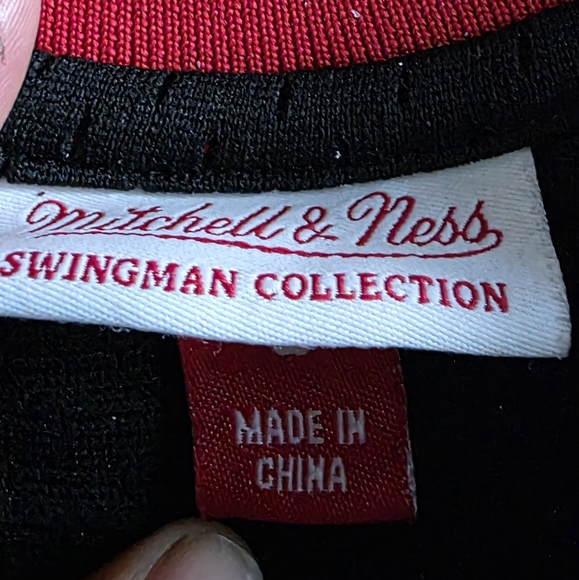 Mitchell & Ness
SWINGMAN COLLECTION
MADE IN
CHINA